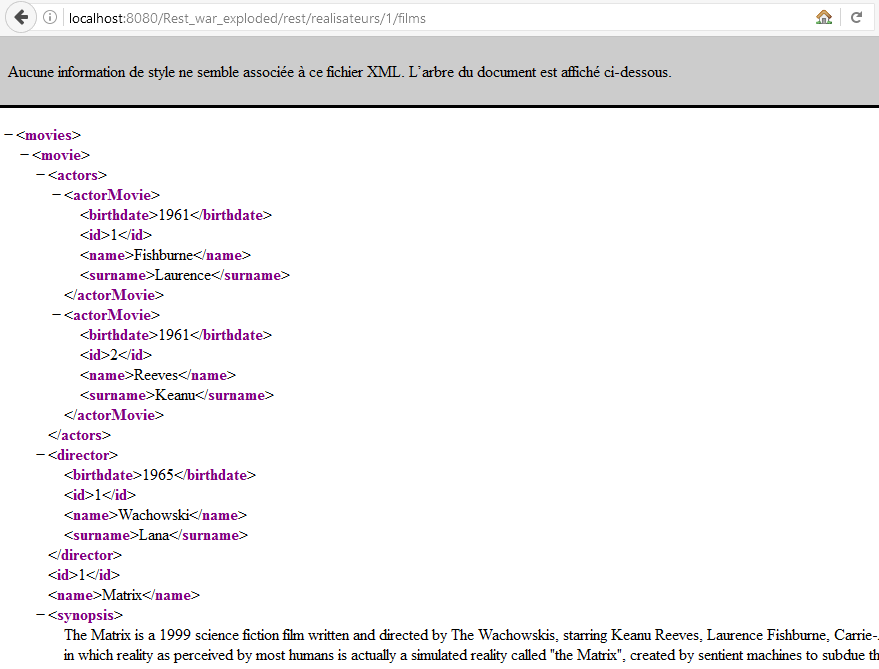 localhost:8080/Rest_war_exploded/rest/realisateurs/1/films
Aucune information de style ne semble associée à ce fichier XML. L’arbre du document est affiché ci-dessous.
−<movies>
−<movie>
−<actors>
−<actorMovie>
<birthdate>1961</birthdate>
<id>1</id>
<name>Fishburne</name>
<surname>Laurence</surname>
</actorMovie>
−<actorMovie>
<birthdate>1961</birthdate>
<id>2</id>
<name>Reeves</name>
<surname>Keanu</surname>
</actorMovie>
</actors>
−<director>
<birthdate>1965</birthdate>
<id>1</id>
<name>Wachowski</name>
<surname>Lana</surname>
</director>
<id>1</id>
<name>Matrix</name>
−<synopsis>
The Matrix is a 1999 science fiction film written and directed by The Wachowskis, starring Keanu Reeves, Laurence Fishburne, Carrie-
in which reality as perceived by most humans is actually a simulated reality called "the Matrix", created by sentient machines to subdue th